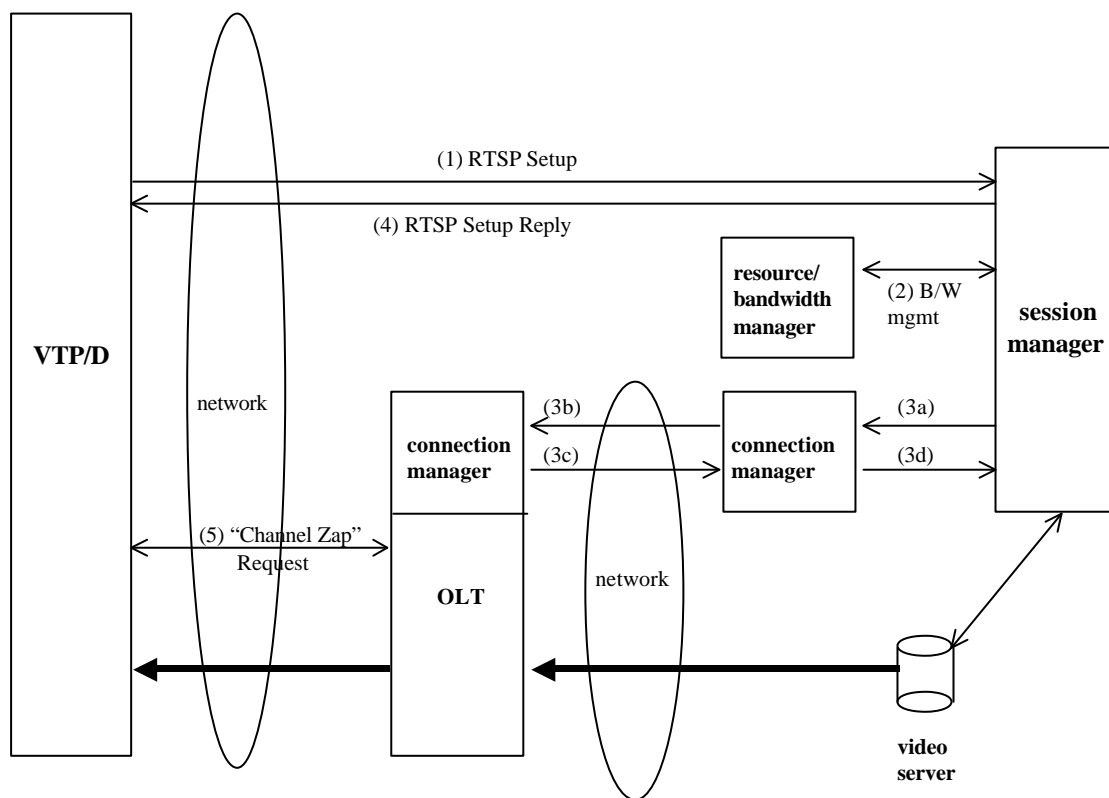 (1) RTSP Setup
(4) RTSP Setup Reply
resource/
bandwidth
manager
(2) B/W
mgmt
session
manager
VTP/D
network
connection
manager
(3b)
(3c)
connection
manager
(3a)
(3d)
(5) “Channel Zap”
Request
OLT
network
video
server